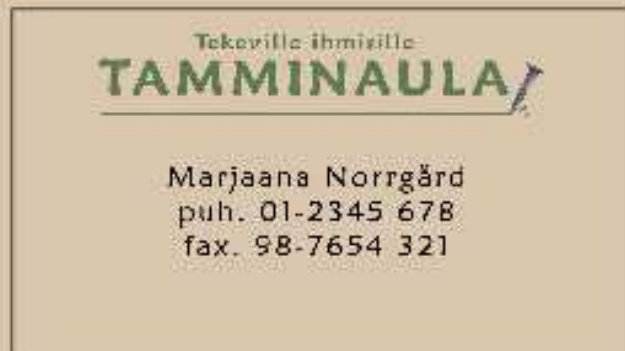 Tekeville ihmisille
TAMMINAULA
Marjaana Norrgård
puh. 01-2345 678
fax. 98-7654 321